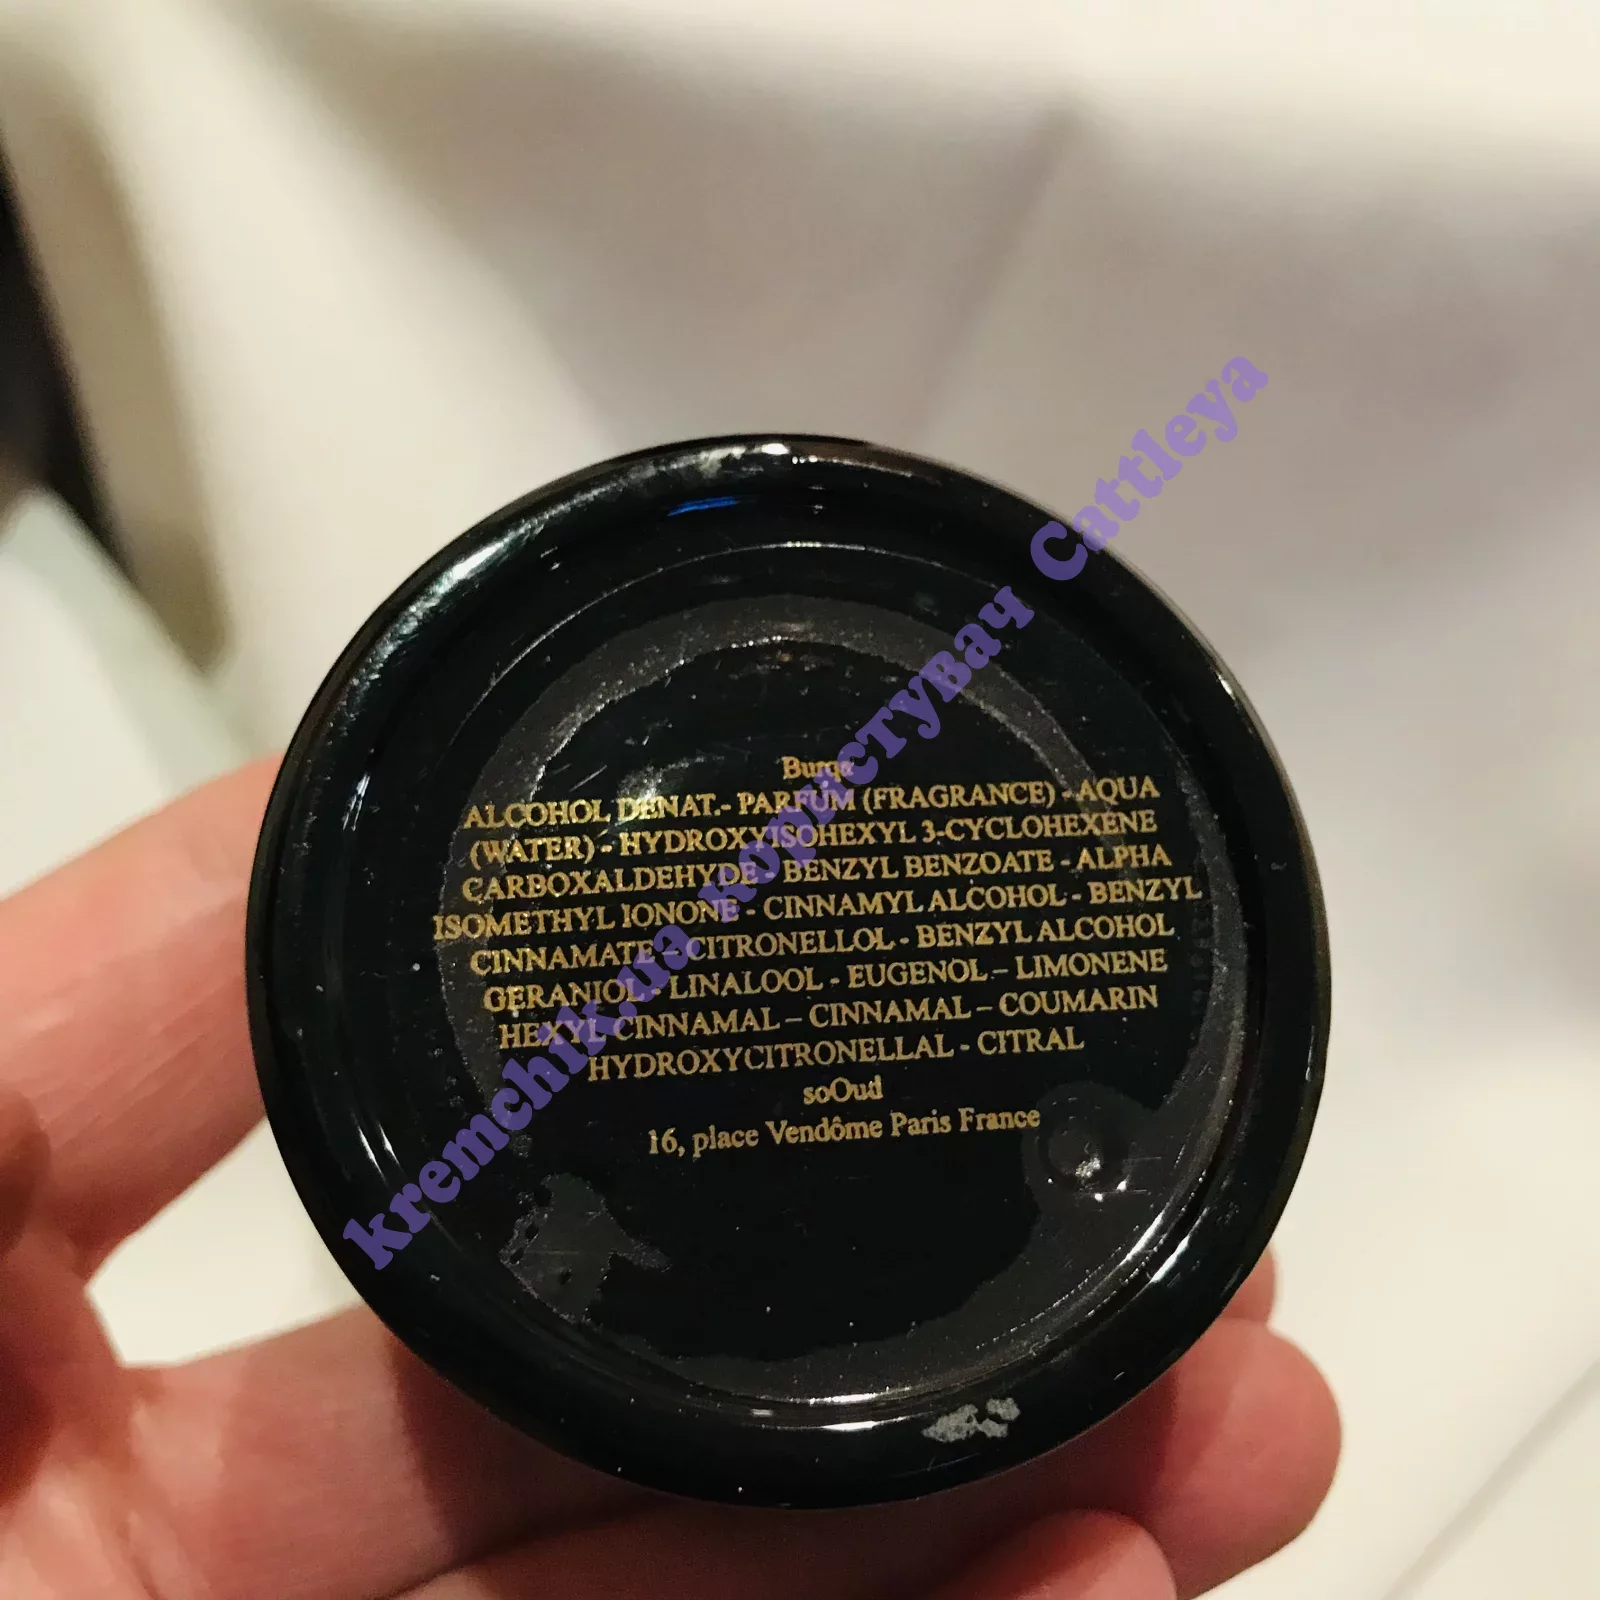 Burqa
ALCOHOL DENAT.- PARFUM (FRAGRANCE) - AQUA
(WATER) - HYDROXYISOHEXYL 3-CYCLOHEXENE
CARBOXALDEHYDE - BENZYL BENZOATE - ALPHA
ISOMETHYL IONONE - CINNAMYL ALCOHOL - BENZYL
CINNAMATE – CITRONELLOL - BENZYL ALCOHOL
GERANIOL - LINALOOL - EUGENOL – LIMONENE
HEXYL CINNAMAL – CINNAMAL – COUMARIN
HYDROXYCITRONELLAL - CITRAL
soOud
16, place Vendôme Paris France
kremchik.ua користувач Cattleya